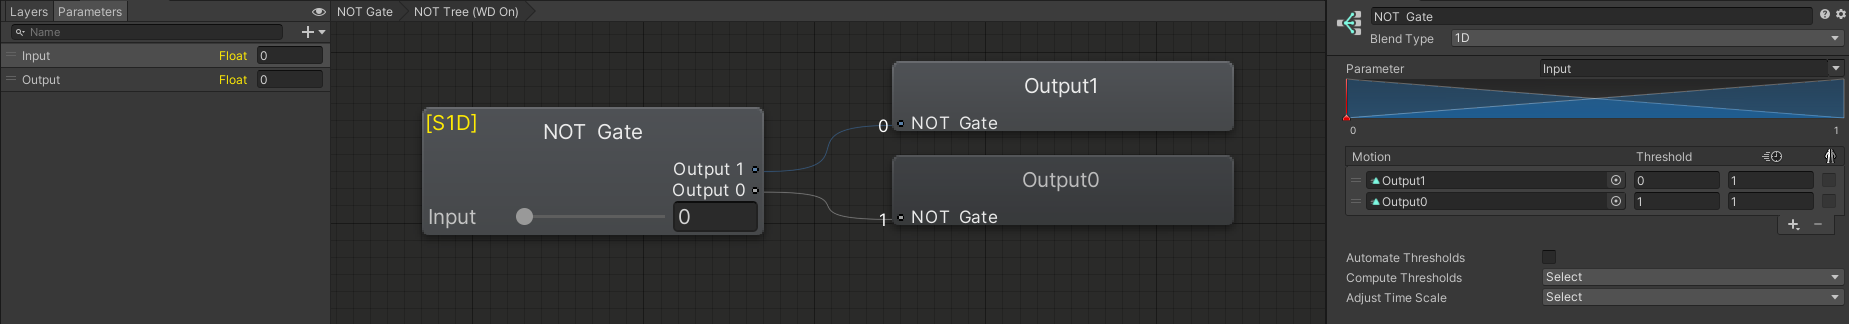 Layers Parameters
Name
Input Float 0
Output Float 0
NOT Gate NOT Tree (WD On)
[S1D] NOT Gate
Output 1
Output 0
Input 0
0 Output1
NOT Gate
1 Output0
NOT Gate
NOT Gate
Blend Type 1D
Parameter Input
0 1
Motion Threshold
Output1 0 1
Output0 1 1
Automate Thresholds
Compute Thresholds Select
Adjust Time Scale Select